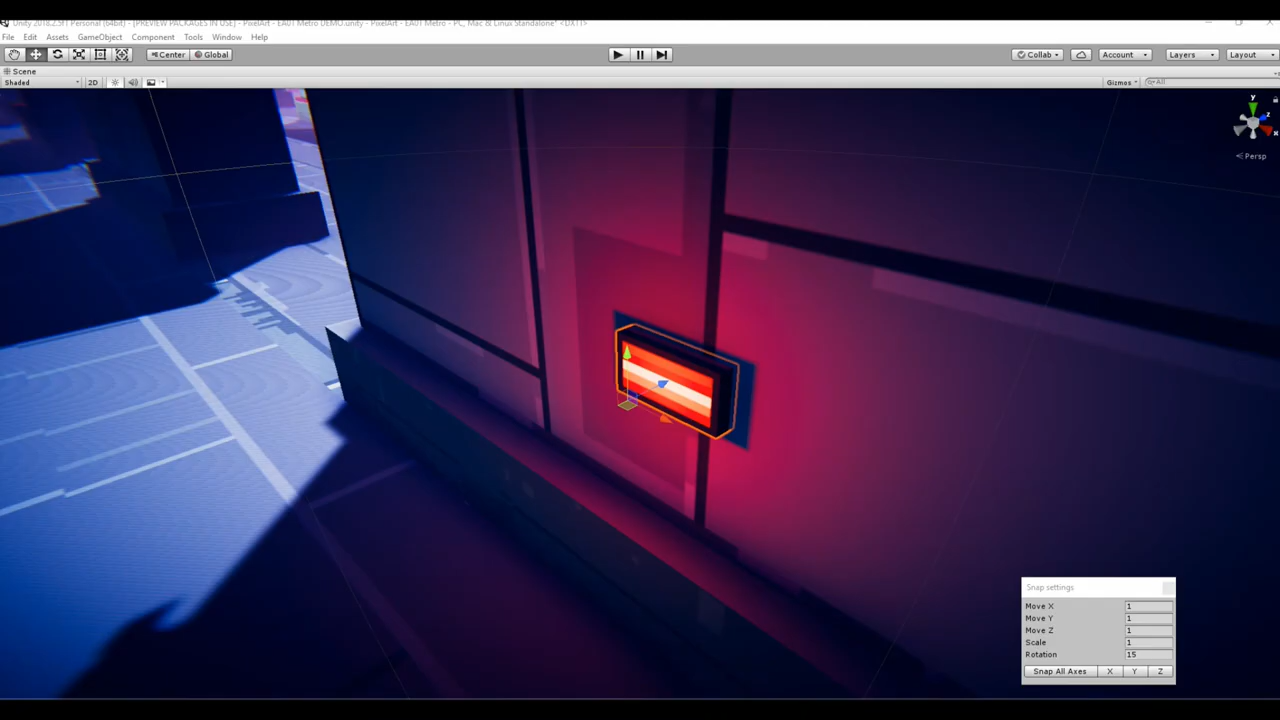 Unity 2018.2.5f1 Personal (64bit) - [PREVIEW PACKAGES IN USE] - PixelArt - EA01 Metro DEMO.unity - PixelArt - EA01 Metro - PC, Mac & Linux Standalone* <DX11>
File Edit Assets GameObject Component Tools Window Help
Center Global Collab Account Layers Layout
Scene
Shaded 2D Gizmos All
y
z
x
Persp
Snap settings
Move X 1
Move Y 1
Move Z 1
Scale 1
Rotation 15
Snap All Axes X Y Z